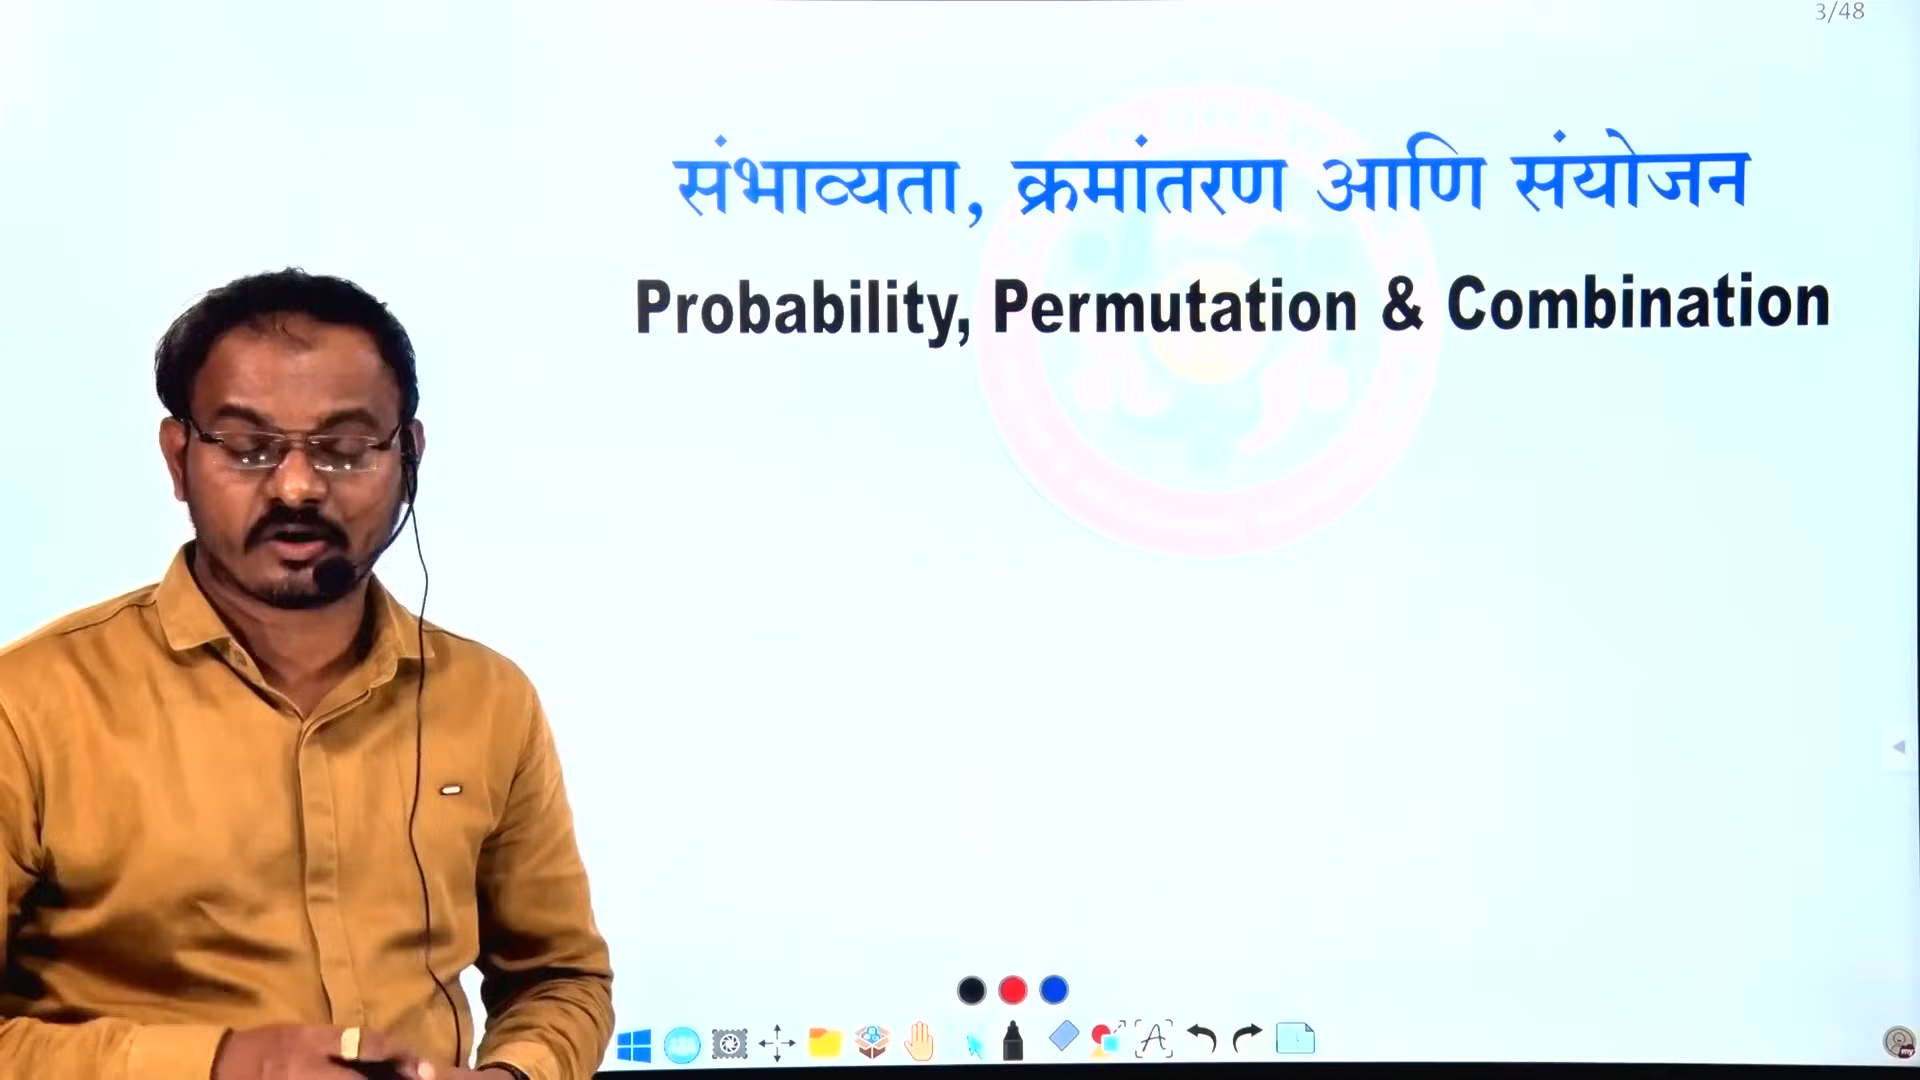 3/48
संभाव्यता, क्रमांतरण आणि संयोजन
Probability, Permutation & Combination